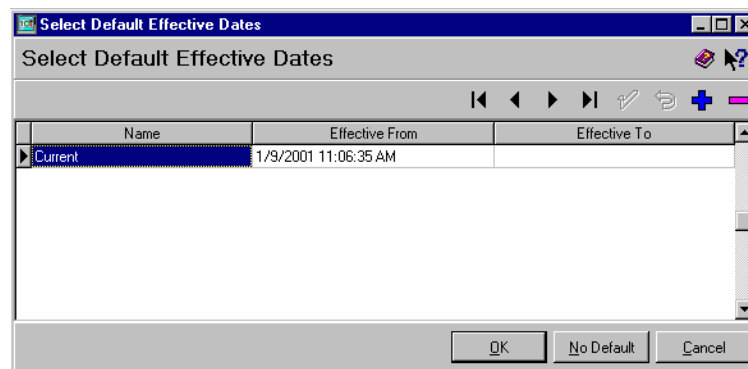 Select Default Effective Dates
Select Default Effective Dates
Name Effective From Effective To
Current 1/9/2001 11:06:35 AM
OK No Default Cancel